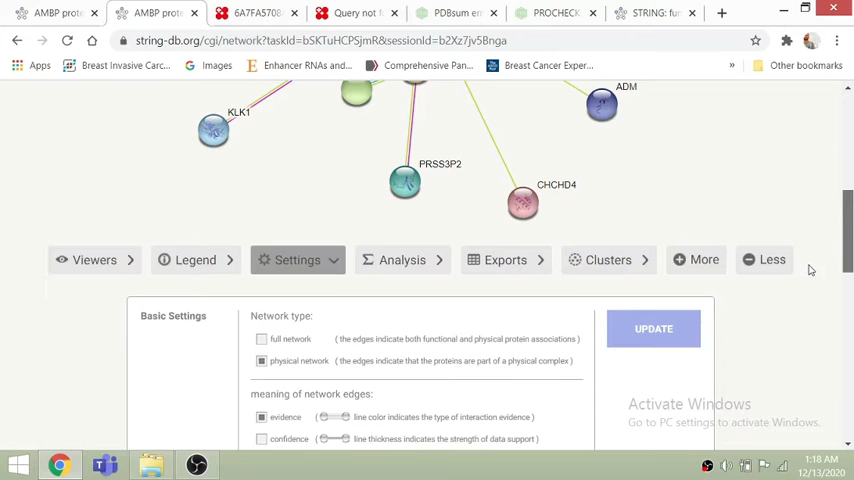 AMBP prote
AMBP prote
6A7FA5708/
Query not f
PDBsum en
PROCHECK
STRING: fun
string-db.org/cgi/network?taskId=bSKTuHCPSjmR&sessionId=b2Xz7jv5Bnga
Apps
Breast Invasive Carc...
Images
Enhancer RNAs and...
Comprehensive Pan...
Breast Cancer Exper...
»
Other bookmarks
ADM
KLK1
PRSS3P2
CHCHD4
Viewers
Legend
Settings
Analysis
Exports
Clusters
More
Less
Basic Settings
Network type:
full network ( the edges indicate both functional and physical protein associations )
UPDATE
physical network ( the edges indicate that the proteins are part of a physical complex )
meaning of network edges:
evidence ( line color indicates the type of interaction evidence )
confidence ( line thickness indicates the strength of data support )
Activate Windows
Go to PC settings to activate Windows.
1:18 AM
12/13/2020